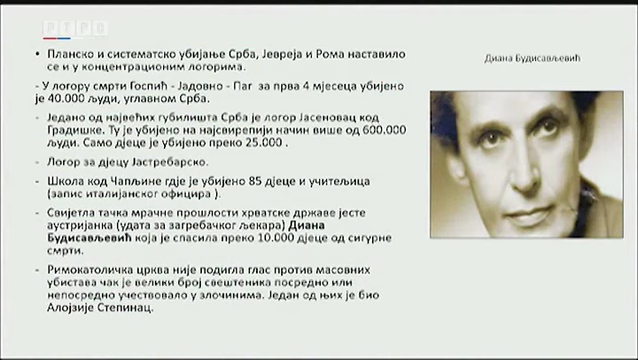 РТРС
• Планско и систематско убијање Срба, Јевреја и Рома наставило
се и у концентрационим логорима.
Диана Будисављевић
- У логору смрти Госпић - Јадовно - Паг за прва 4 мјесеца убијено
је 40.000 људи, углавном Срба.
- Једано од највећих губилишта Срба је логор Јасеновац код
Градишке. Ту је убијено на најсвирепији начин више од 600.000
људи. Само дјеце је убијено преко 25.000 .
- Логор за дјецу Јастребарско.
- Школа код Чапљине гдје је убијено 85 дјеце и учитељица
(запис италијанског официра ).
- Свијетла тачка мрачне прошлости хрватске државе јесте
аустријанка (удата за загребачког љекара) Диана
Будисављевић која је спасила преко 10.000 дјеце од сигурне
смрти.
- Римокатоличка црква није подигла глас против масовних
убистава чак је велики број свештеника посредно или
непосредно учествовало у злочинима. Један од њих је био
Алојзије Степинац.